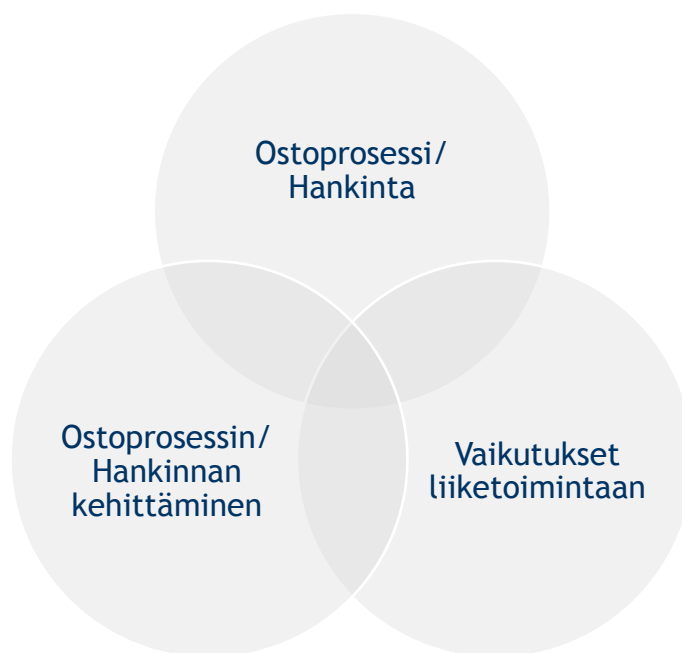 Ostoprosessi/
Hankinta
Ostoprosessin/
Hankinnan
kehittäminen
Vaikutukset
liiketoimintaan